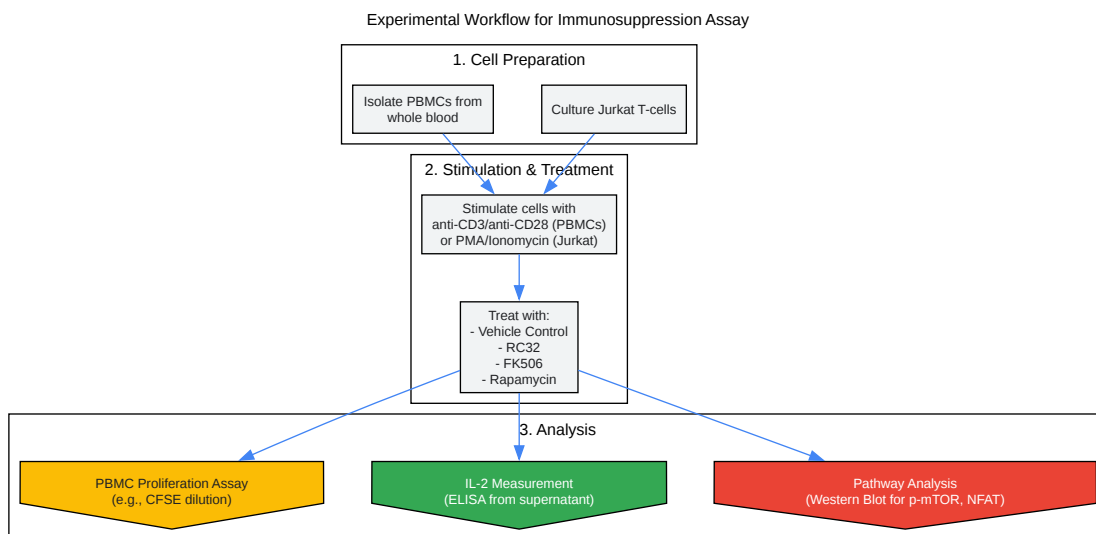 Experimental Workflow for Immunosuppression Assay
1. Cell Preparation
Isolate PBMCs from
whole blood
Culture Jurkat T-cells
2. Stimulation & Treatment
Stimulate cells with
anti-CD3/anti-CD28 (PBMCs)
or PMA/Ionomycin (Jurkat)
Treat with:
- Vehicle Control
- RC32
- FK506
- Rapamycin
3. Analysis
PBMC Proliferation Assay
(e.g., CFSE dilution)
IL-2 Measurement
(ELISA from supernatant)
Pathway Analysis
(Western Blot for p-mTOR, NFAT)